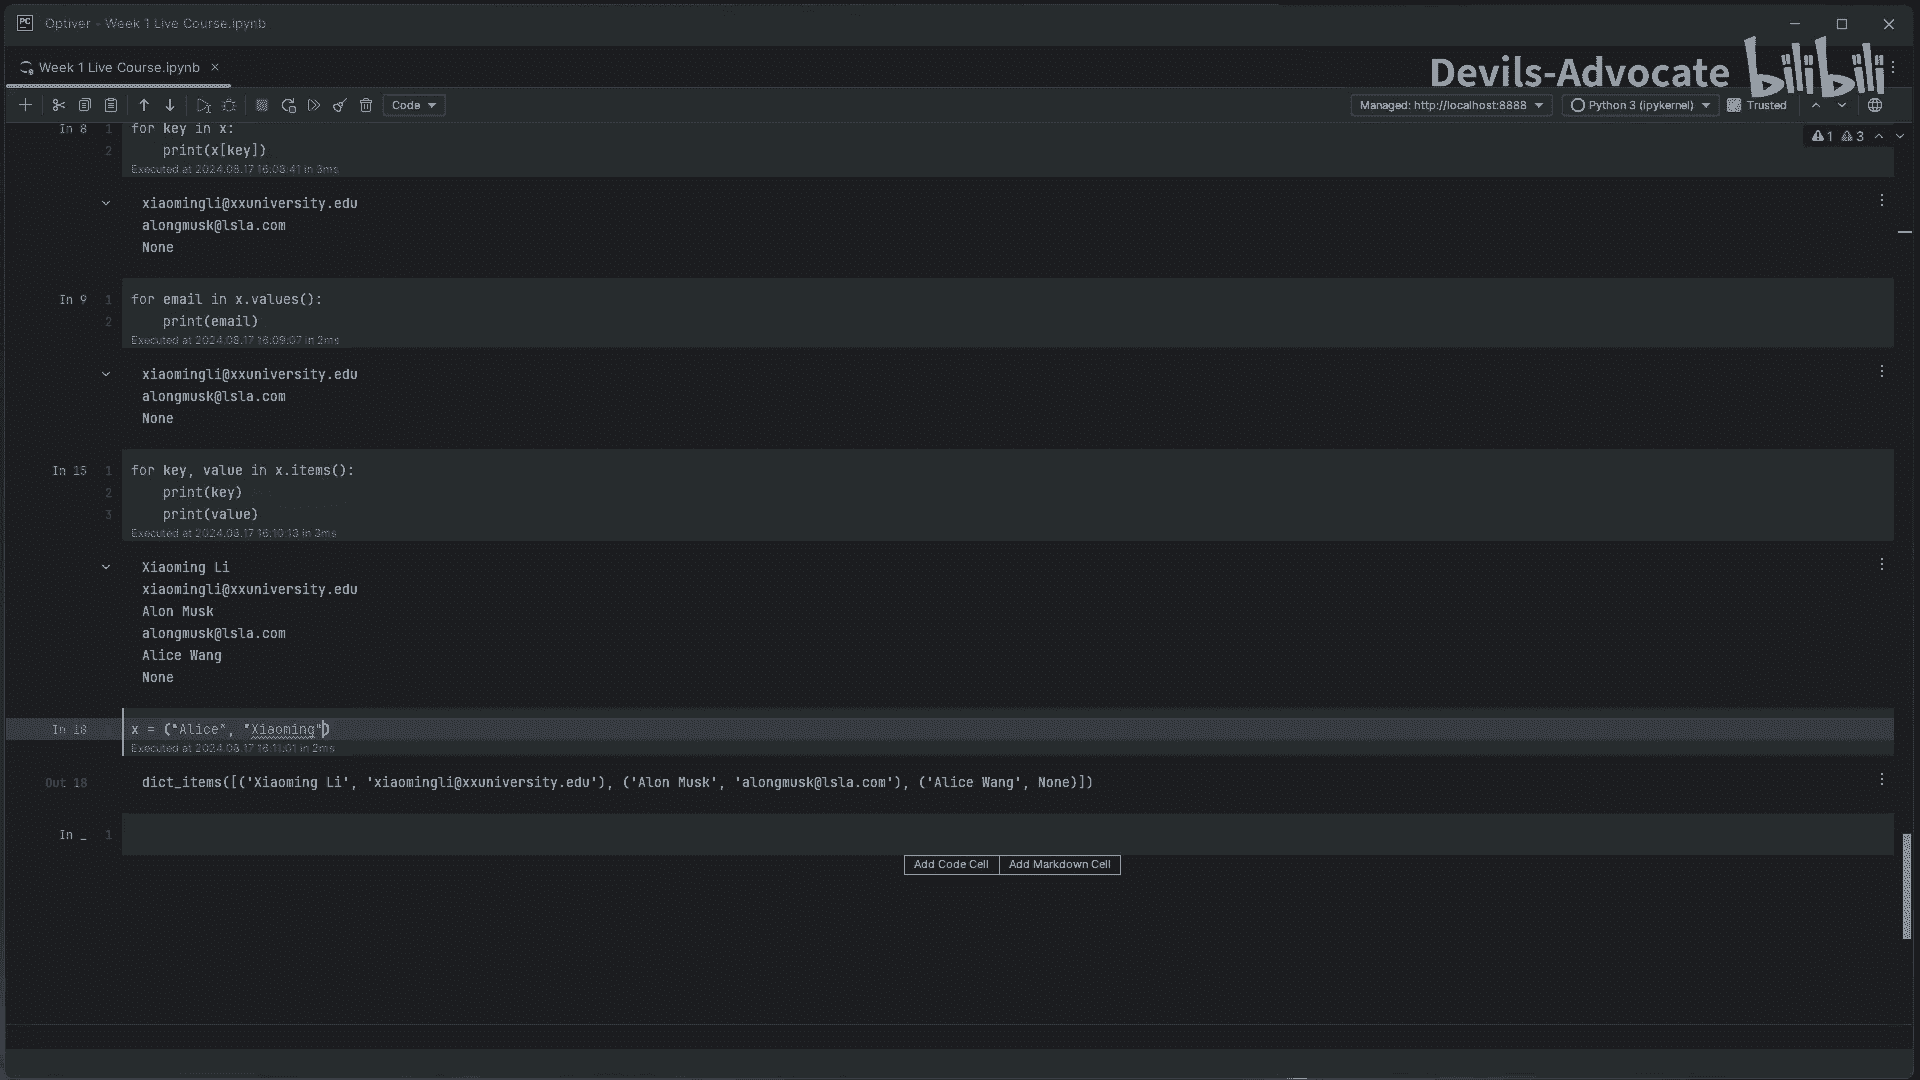 PC Optiver – Week 1 Live Course.ipynb
Week 1 Live Course.ipynb
Devils-Advocate bilibili
Code
Managed: http://localhost:8888
Python 3 (ipykernel)
Trusted
1 3
In 8 1 for key in x:
2 print(x[key])
Executed at 2024.08.17 16:08:41 in 3ms
xiaomingli@xxuniversity.edu
alongmusk@lsla.com
None
In 9 1 for email in x.values():
2 print(email)
Executed at 2024.08.17 16:09:07 in 2ms
xiaomingli@xxuniversity.edu
alongmusk@lsla.com
None
In 15 1 for key, value in x.items():
2 print(key)
3 print(value)
Executed at 2024.08.17 16:10:13 in 3ms
Xiaoming Li
xiaomingli@xxuniversity.edu
Alon Musk
alongmusk@lsla.com
Alice Wang
None
In 18 x = ("Alice", "Xiaoming")
Executed at 2024.08.17 16:11:01 in 2ms
Out 18 dict_items([('Xiaoming Li', 'xiaomingli@xxuniversity.edu'), ('Alon Musk', 'alongmusk@lsla.com'), ('Alice Wang', None)])
In _ 1
Add Code Cell Add Markdown Cell